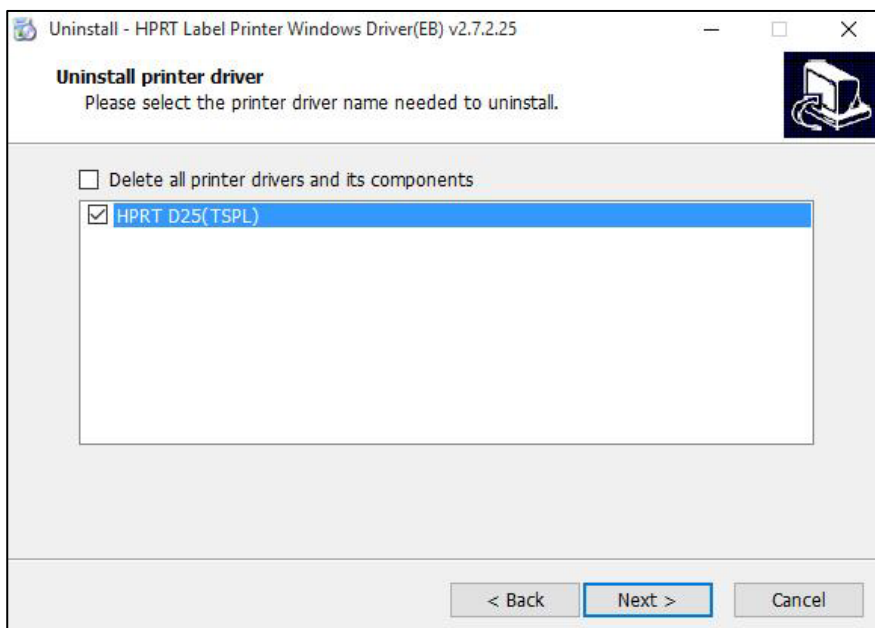 Uninstall - HPRT Label Printer Windows Driver(EB) v2.7.2.25
Uninstall printer driver
Please select the printer driver name needed to uninstall.
Delete all printer drivers and its components
HPRT D25(TSPL)
< Back
Next >
Cancel